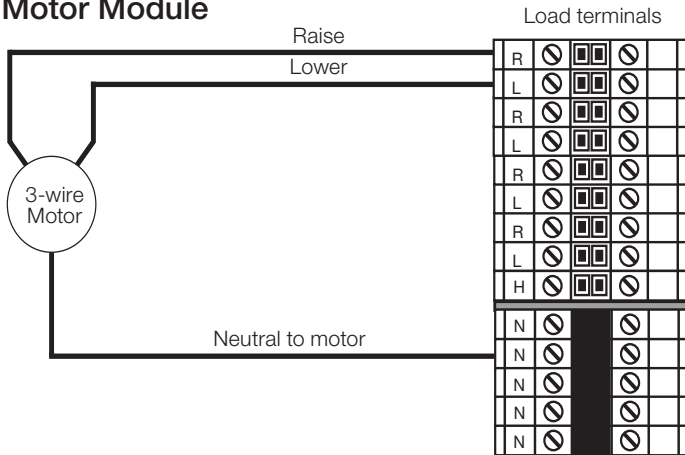 Motor Module
Load terminals
Raise
Lower
3-wire
Motor
Neutral to motor
R
L
R
L
R
L
R
L
H
N
N
N
N
N